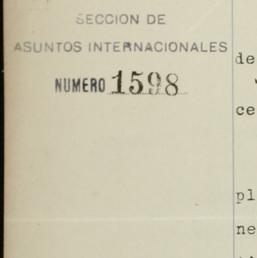 SECCION DE
ASUNTOS INTERNACIONALES
NUMERO 1598
de
ce
pl
ne